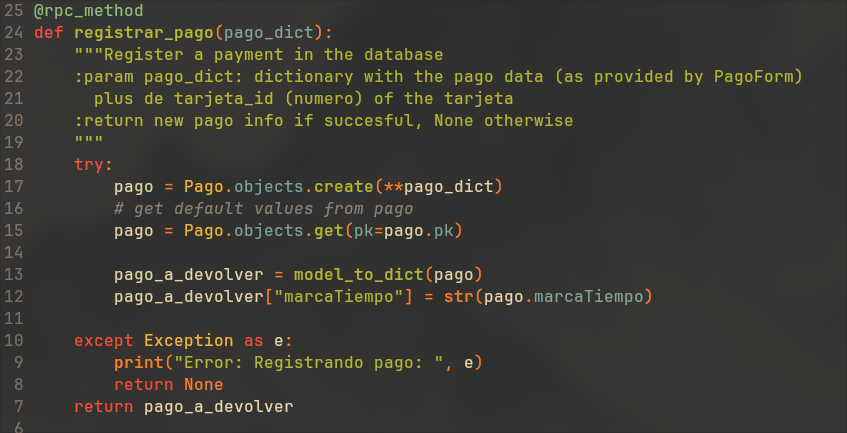 25 @rpc_method
24 def registrar_pago(pago_dict):
23     """Register a payment in the database
22     :param pago_dict: dictionary with the pago data (as provided by PagoForm)
21       plus de tarjeta_id (numero) of the tarjeta
20     :return new pago info if succesful, None otherwise
19     """
18     try:
17         pago = Pago.objects.create(**pago_dict)
16         # get default values from pago
15         pago = Pago.objects.get(pk=pago.pk)
14
13         pago_a_devolver = model_to_dict(pago)
12         pago_a_devolver["marcaTiempo"] = str(pago.marcaTiempo)
11
10     except Exception as e:
9         print("Error: Registrando pago: ", e)
8         return None
7     return pago_a_devolver
6